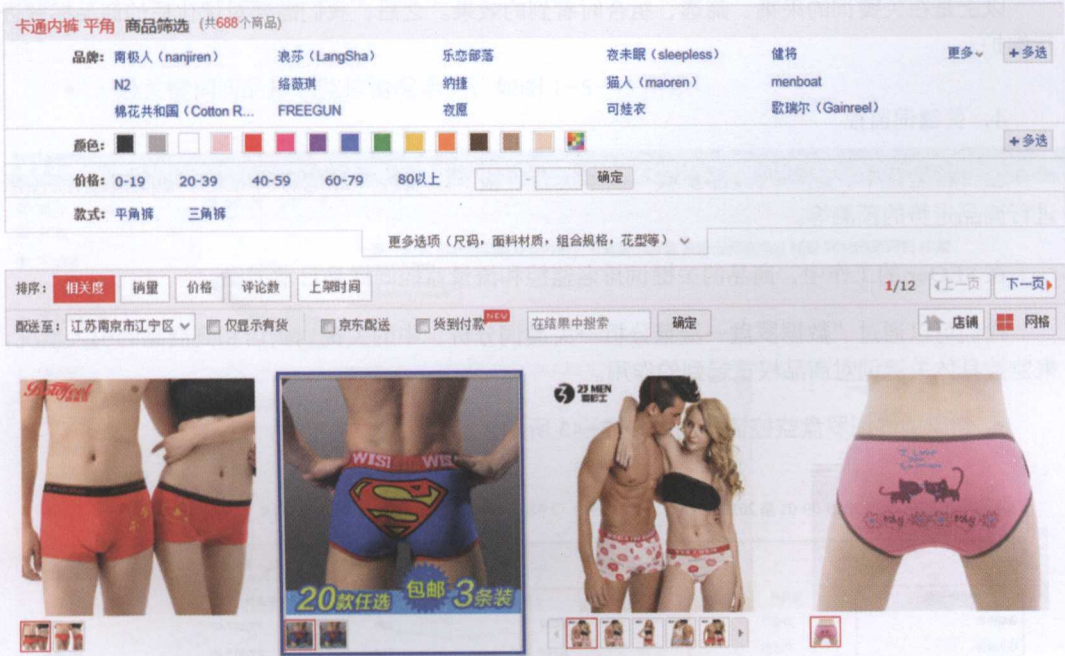 卡通内裤 平角 商品筛选 (共688个商品)
品牌: 南极人（nanjiren） 浪莎（LangSha） 乐恋部落 夜未眠（sleepless） 健将 更多 +多选
N2 络薇琪 纳捷 猫人（maoren） menboat
棉花共和国（Cotton R... FREEGUN 夜愿 可娃衣 歌瑞尔（Gainreel）
颜色: +多选
价格: 0-19 20-39 40-59 60-79 80以上 - 确定
款式: 平角裤 三角裤
更多选项（尺码，面料材质，组合规格，花型等）
排序: 相关度 销量 价格 评论数 上架时间 1/12 上一页 下一页
配送至: 江苏南京市江宁区 仅显示有货 京东配送 货到付款 NEW 在结果中搜索 确定 店铺 网格
WISI WIS
20款任选 包邮 3条装
23 MEN